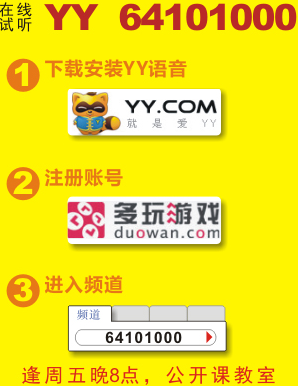 在线试听 YY 64101000
1 下载安装YY语音
YY.COM
就是爱YY
2 注册账号
多玩游戏
duowan.com
3 进入频道
频道
64101000
逢周五晚8点，公开课教室